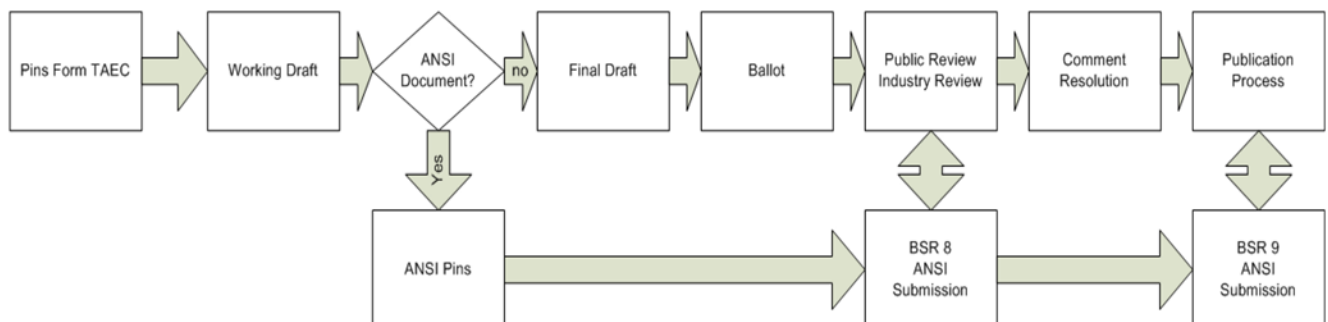 Pins Form TAEC
Working Draft
ANSI
Document?
no
Final Draft
Ballot
Public Review
Industry Review
Comment
Resolution
Publication
Process
Yes
ANSI Pins
BSR 8
ANSI
Submission
BSR 9
ANSI
Submission